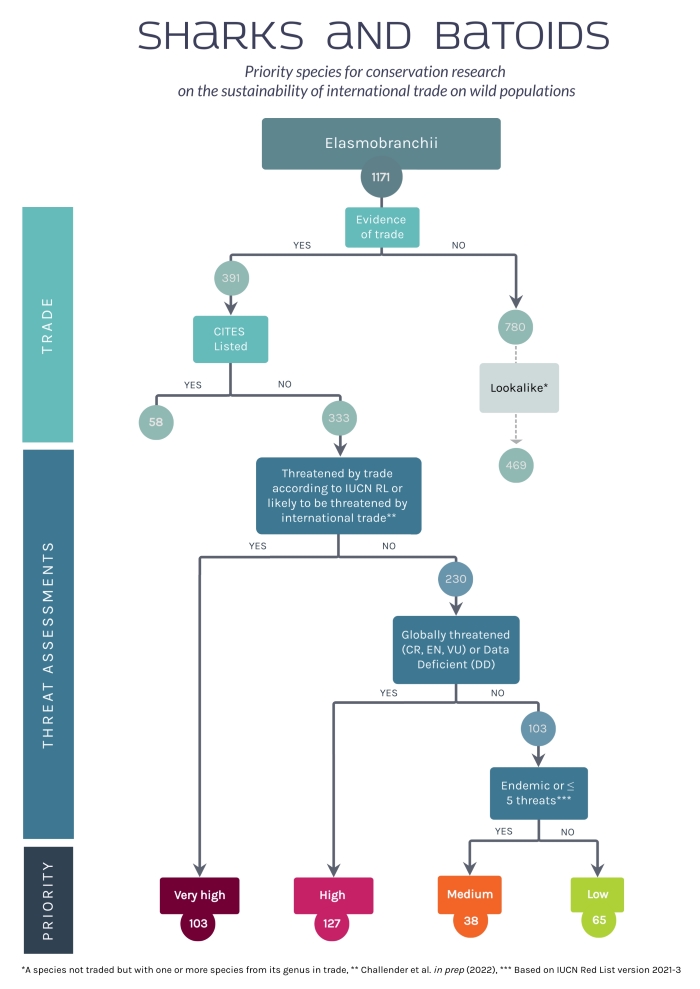 SHARKS AND BATOIDS
Priority species for conservation research
on the sustainability of international trade on wild populations
Elasmobranchii
1171
TRADE
Evidence
of trade
YES
NO
391
780
CITES
Listed
Lookalike*
YES
NO
58
333
469
THREAT ASSESSMENTS
Threatened by trade
according to IUCN RL or
likely to be threatened by
international trade**
YES
NO
230
Globally threatened
(CR, EN, VU) or Data
Deficient (DD)
YES
NO
103
Endemic or ≤
5 threats***
YES
NO
PRIORITY
Very high
103
High
127
Medium
38
Low
65
*A species not traded but with one or more species from its genus in trade, ** Challender et al. in prep (2022), *** Based on IUCN Red List version 2021-3